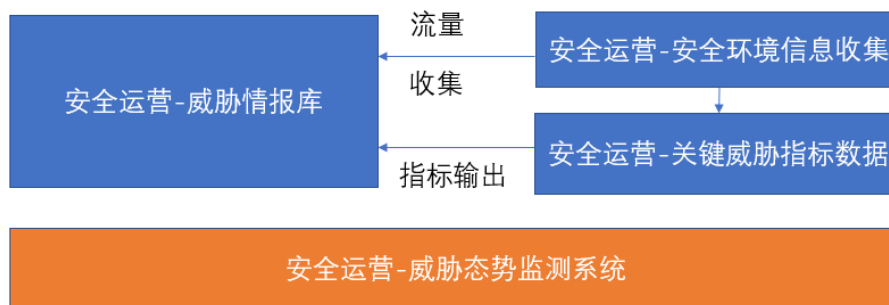 流量
安全运营-安全环境信息收集
安全运营-威胁情报库
收集
安全运营-关键威胁指标数据
指标输出
安全运营-威胁态势监测系统